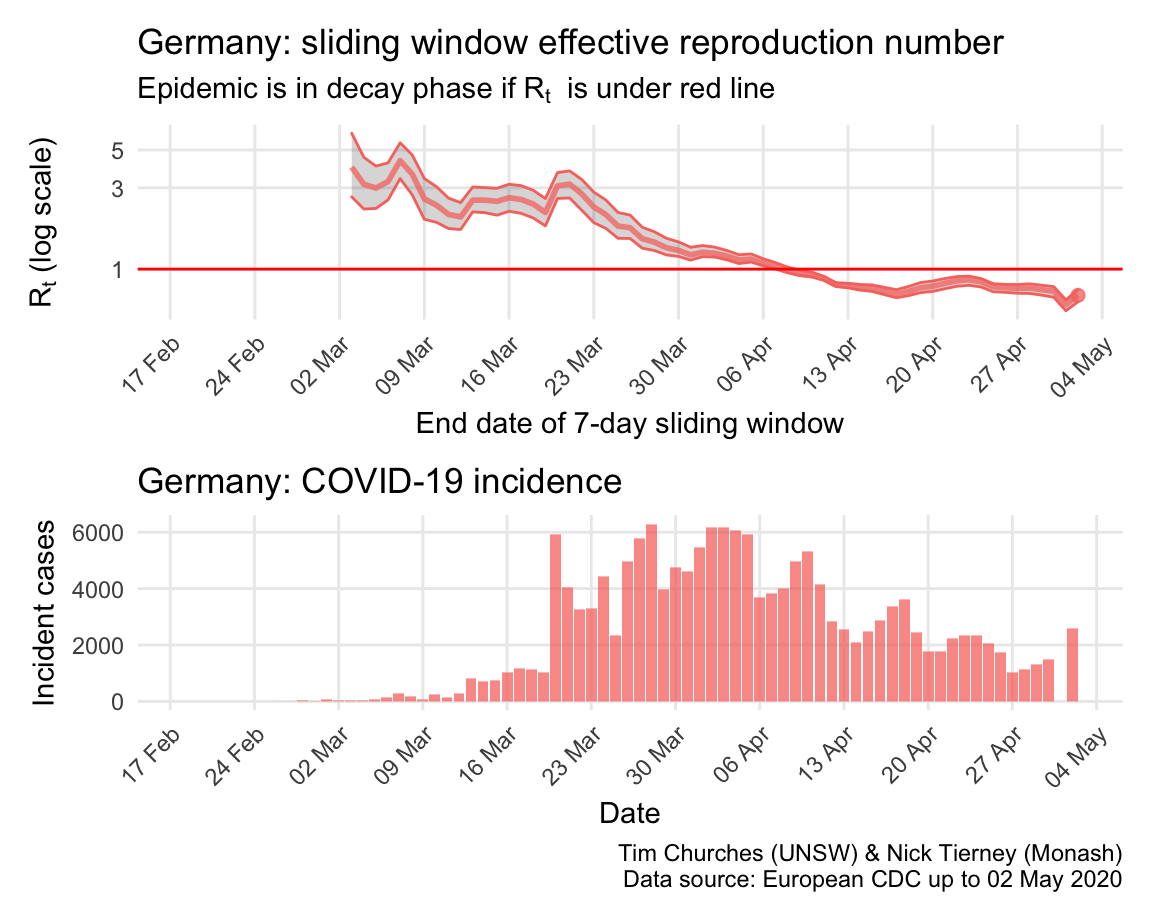 Germany: sliding window effective reproduction number
Epidemic is in decay phase if Rt is under red line
Rt (log scale)
5
3
1
17 Feb
24 Feb
02 Mar
09 Mar
16 Mar
23 Mar
30 Mar
06 Apr
13 Apr
20 Apr
27 Apr
04 May
End date of 7-day sliding window
Germany: COVID-19 incidence
Incident cases
6000
4000
2000
0
17 Feb
24 Feb
02 Mar
09 Mar
16 Mar
23 Mar
30 Mar
06 Apr
13 Apr
20 Apr
27 Apr
04 May
Date
Tim Churches (UNSW) & Nick Tierney (Monash)
Data source: European CDC up to 02 May 2020